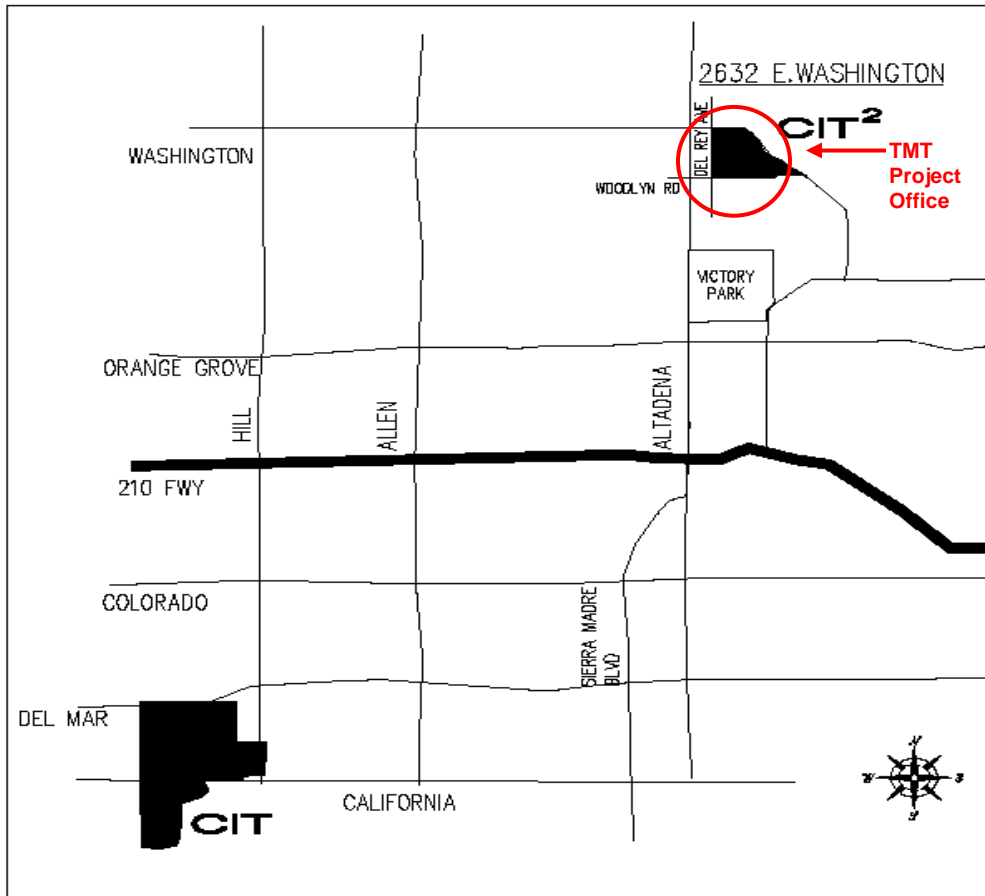 2632 E.WASHINGTON
CIT²
WASHINGTON
DEL REY AVE
TMT
Project
Office
WOODLYN RD
VICTORY
PARK
ORANGE GROVE
HILL
ALLEN
ALTADENA
210 FWY
COLORADO
SIERRA MADRE
BLVD
DEL MAR
CALIFORNIA
CIT
N
W
E
S